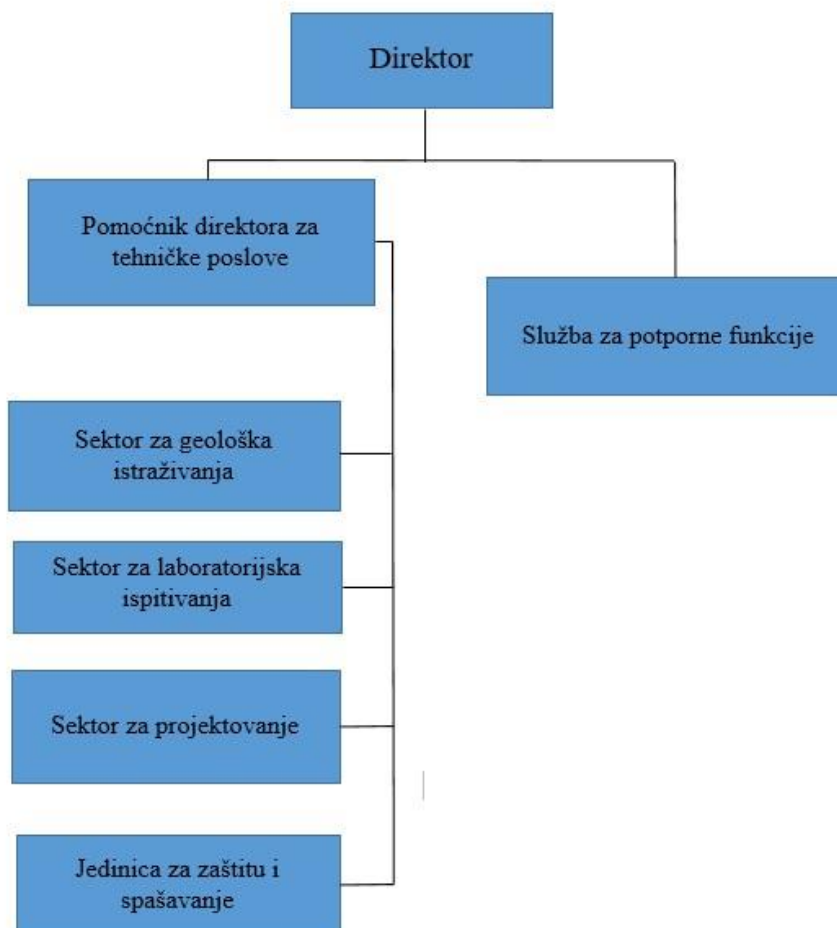 Direktor
Pomoćnik direktora za
tehničke poslove
Služba za potporne funkcije
Sektor za geološka
istraživanja
Sektor za laboratorijska
ispitivanja
Sektor za projektovanje
Jedinica za zaštitu i
spašavanje